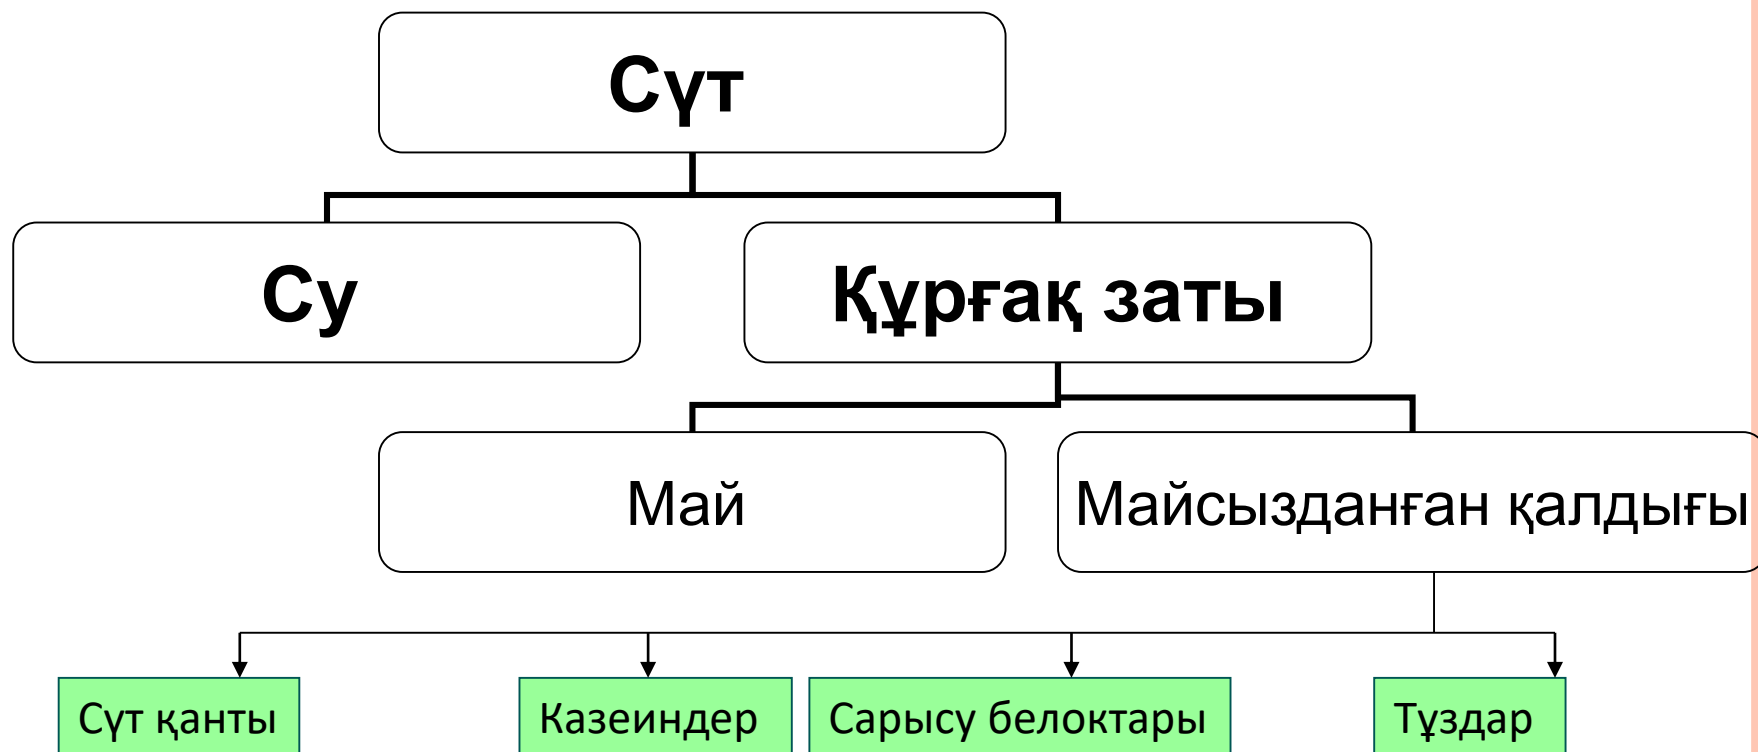 Сүт
Су
Құрғақ заты
Май
Майсызданған қалдығы
Сүт қанты
Казеиндер
Сарысу белоктары
Тұздар